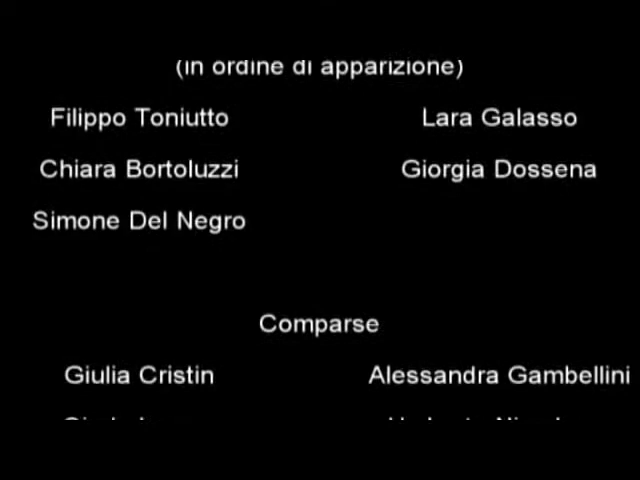 (in ordine di apparizione)
Filippo Toniutto Lara Galasso
Chiara Bortoluzzi Giorgia Dossena
Simone Del Negro
Comparse
Giulia Cristin Alessandra Gambellini